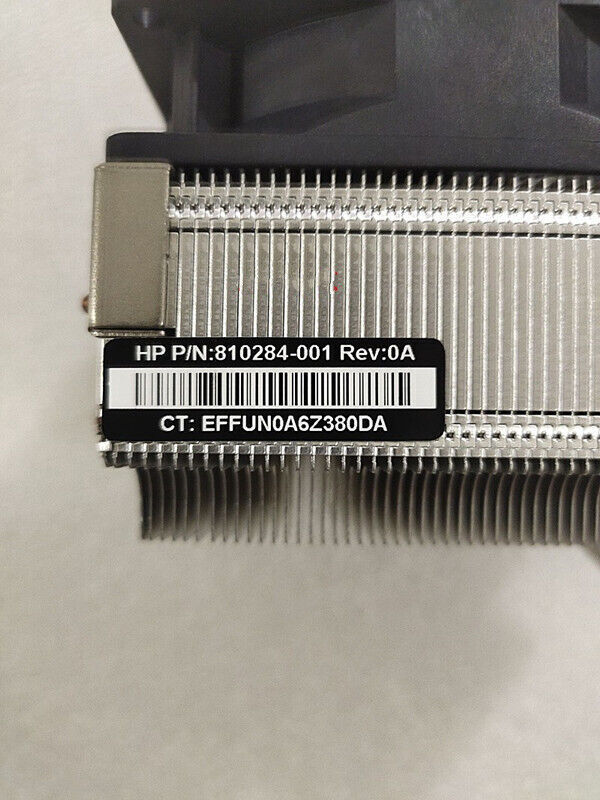 HP P/N:810284-001 Rev:0A
CT: EFFUN0A6Z380DA